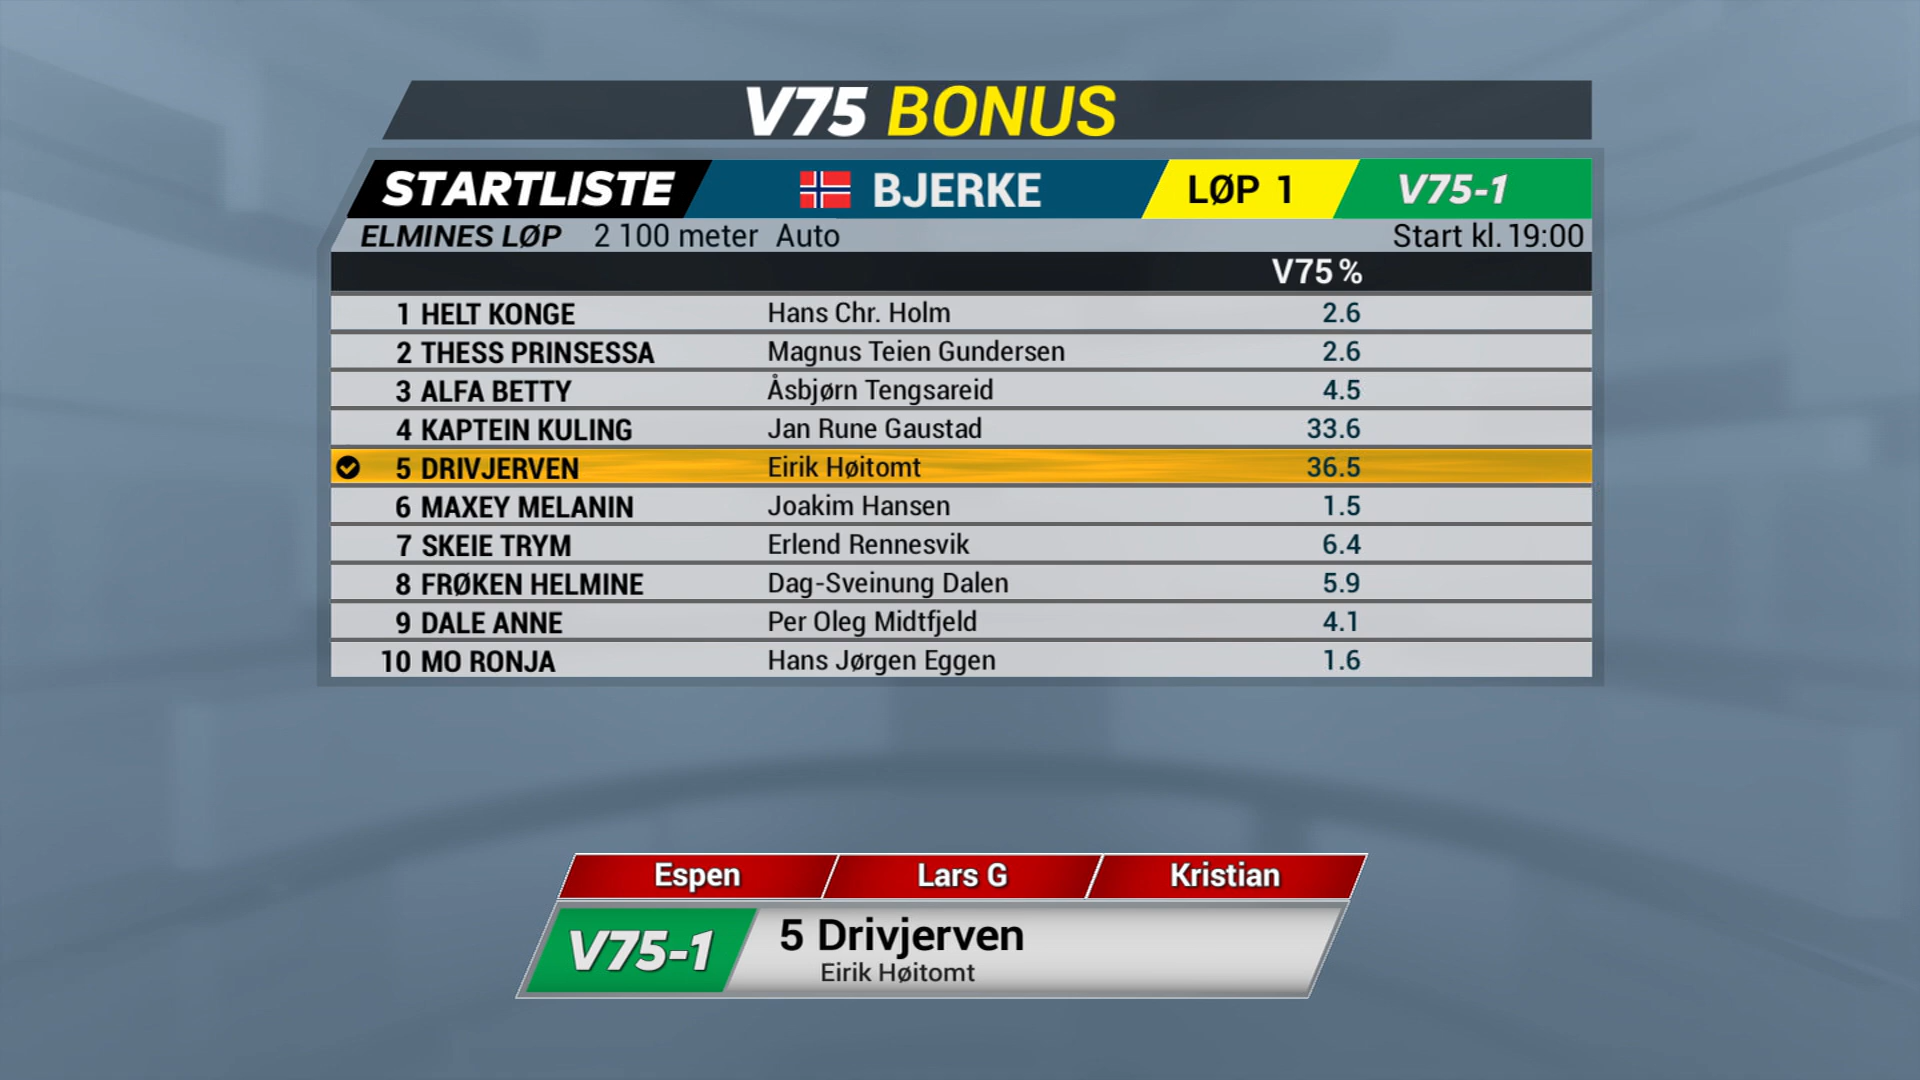 V75 BONUS
STARTLISTE BJERKE LØP 1 V75-1
ELMINES LØP 2 100 meter Auto Start kl. 19:00
V75 %
1 HELT KONGE Hans Chr. Holm 2.6
2 THESS PRINSESSA Magnus Teien Gundersen 2.6
3 ALFA BETTY Åsbjørn Tengsareid 4.5
4 KAPTEIN KULING Jan Rune Gaustad 33.6
5 DRIVJERVEN Eirik Høitomt 36.5
6 MAXEY MELANIN Joakim Hansen 1.5
7 SKEIE TRYM Erlend Rennesvik 6.4
8 FRØKEN HELMINE Dag-Sveinung Dalen 5.9
9 DALE ANNE Per Oleg Midtfjeld 4.1
10 MO RONJA Hans Jørgen Eggen 1.6
Espen Lars G Kristian
V75-1 5 Drivjerven
Eirik Høitomt